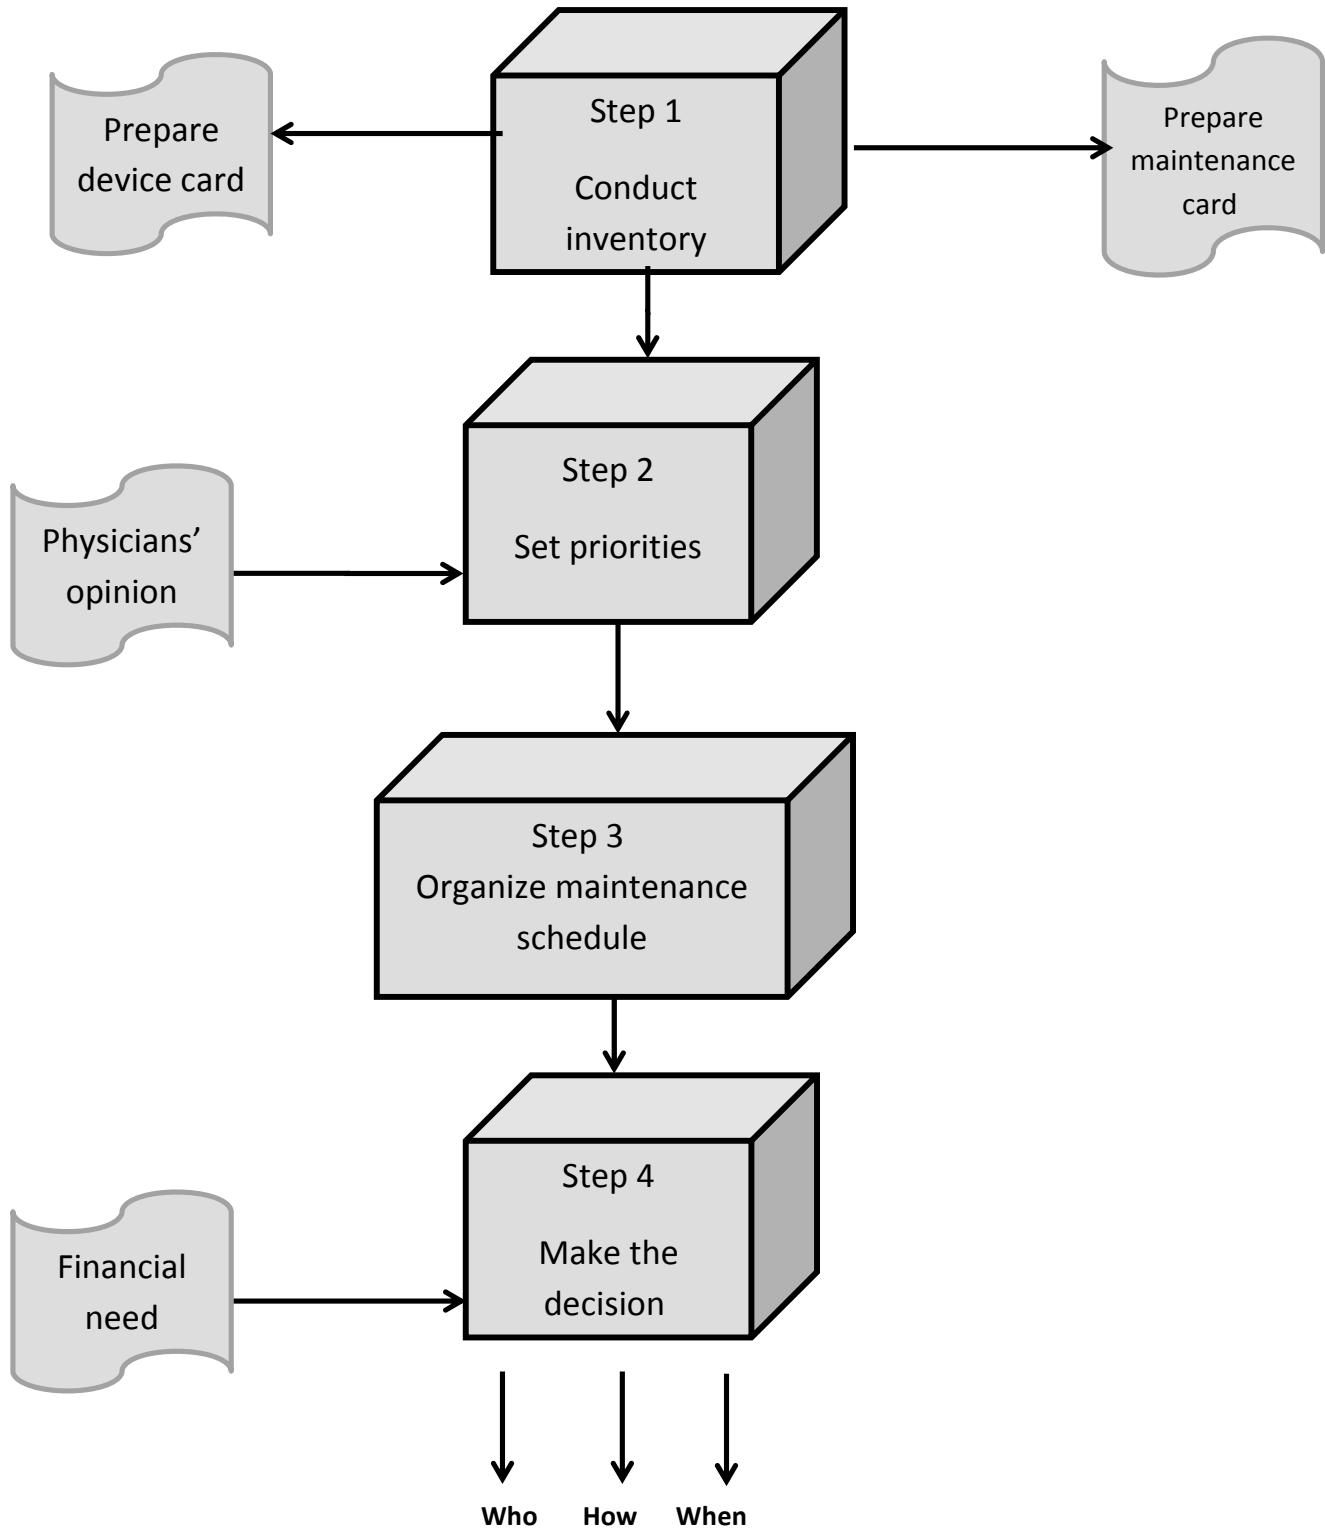 Step 1
Conduct
inventory
Prepare
device card
Prepare
maintenance
card
Step 2
Set priorities
Physicians’
opinion
Step 3
Organize maintenance
schedule
Step 4
Make the
decision
Financial
need
Who How When